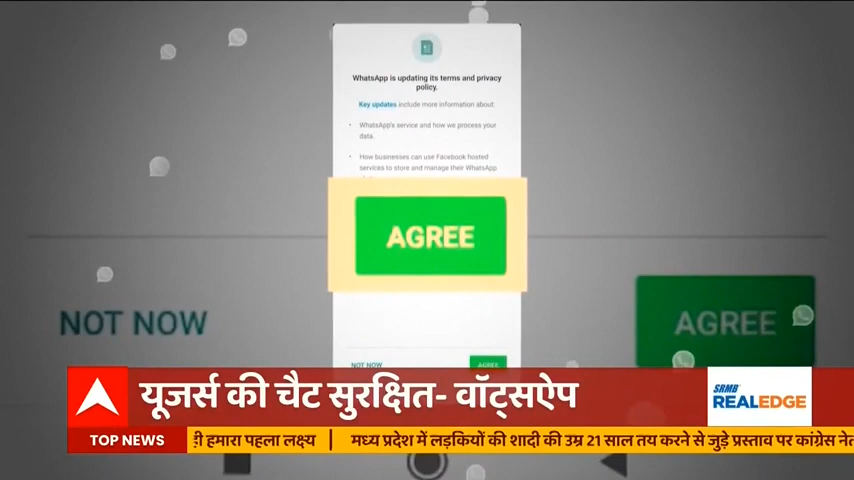 WhatsApp is updating its terms and privacy
policy.
Key updates include more information about:
• WhatsApp's service and how we process your
data.
• How businesses can use Facebook hosted
services to store and manage their WhatsApp
AGREE
NOT NOW
AGREE
NOT NOW
AGREE
यूजर्स की चैट सुरक्षित- वॉट्सऐप
SRMB
REALEDGE
TOP NEWS
हमारा पहला लक्ष्य | मध्य प्रदेश में लड़कियों की शादी की उम्र 21 साल तय करने से जुड़े प्रस्ताव पर कांग्रेस नेत